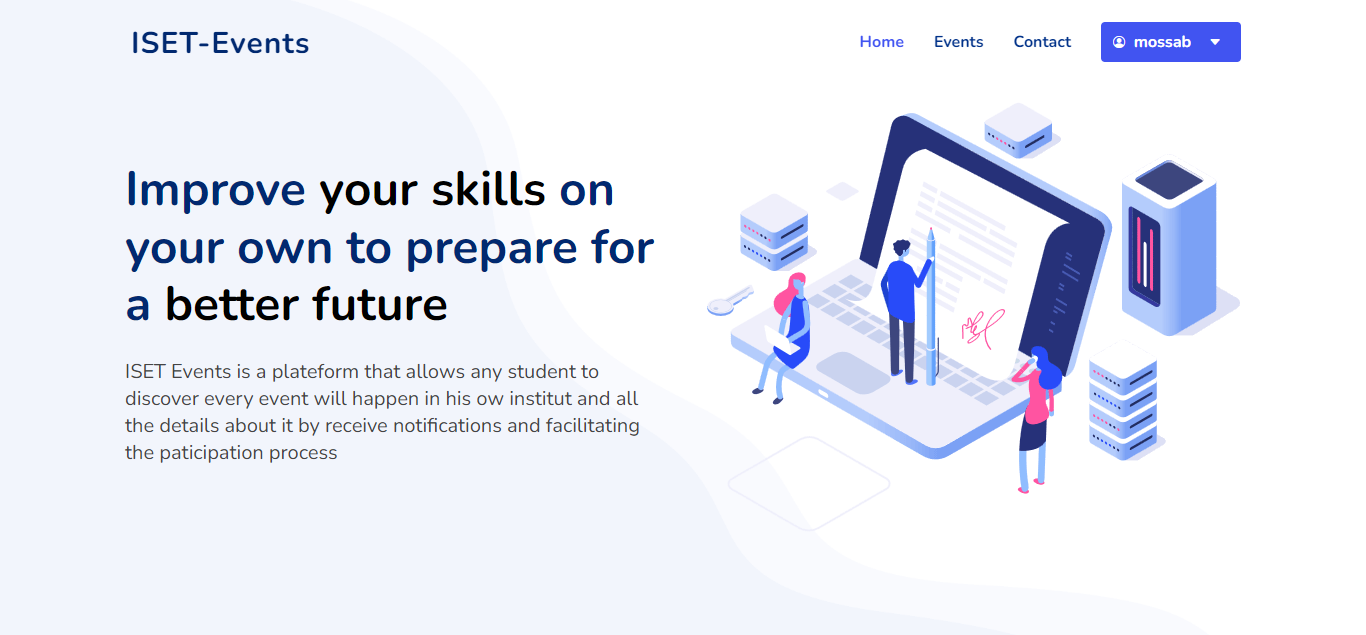 ISET-Events
Home Events Contact mossab
Improve your skills on
your own to prepare for
a better future
ISET Events is a plateform that allows any student to
discover every event will happen in his ow institut and all
the details about it by receive notifications and facilitating
the paticipation process